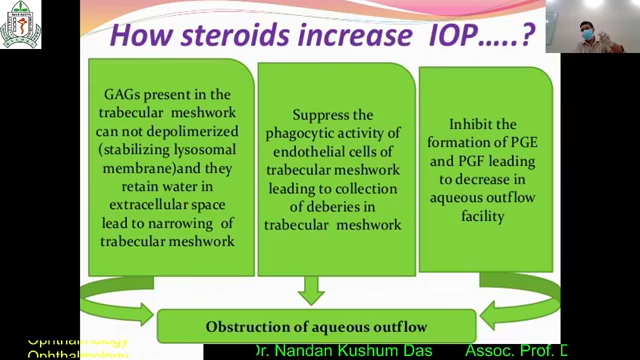 How steroids increase IOP.....?
GAGs present in the
trabecular meshwork
can not depolimerized
(stabilizing lysosomal
membrane)and they
retain water in
extracellular space
lead to narrowing of
trabecular meshwork
Suppress the
phagocytic activity of
endothelial cells of
trabecular meshwork
leading to collection
of deberies in
trabecular meshwork
Inhibit the
formation of PGE
and PGF leading
to decrease in
aqueous outflow
facility
Obstruction of aqueous outflow
Ophthalmology
Ophthalmology
Dr. Nandan Kushum Das Assoc. Prof. D